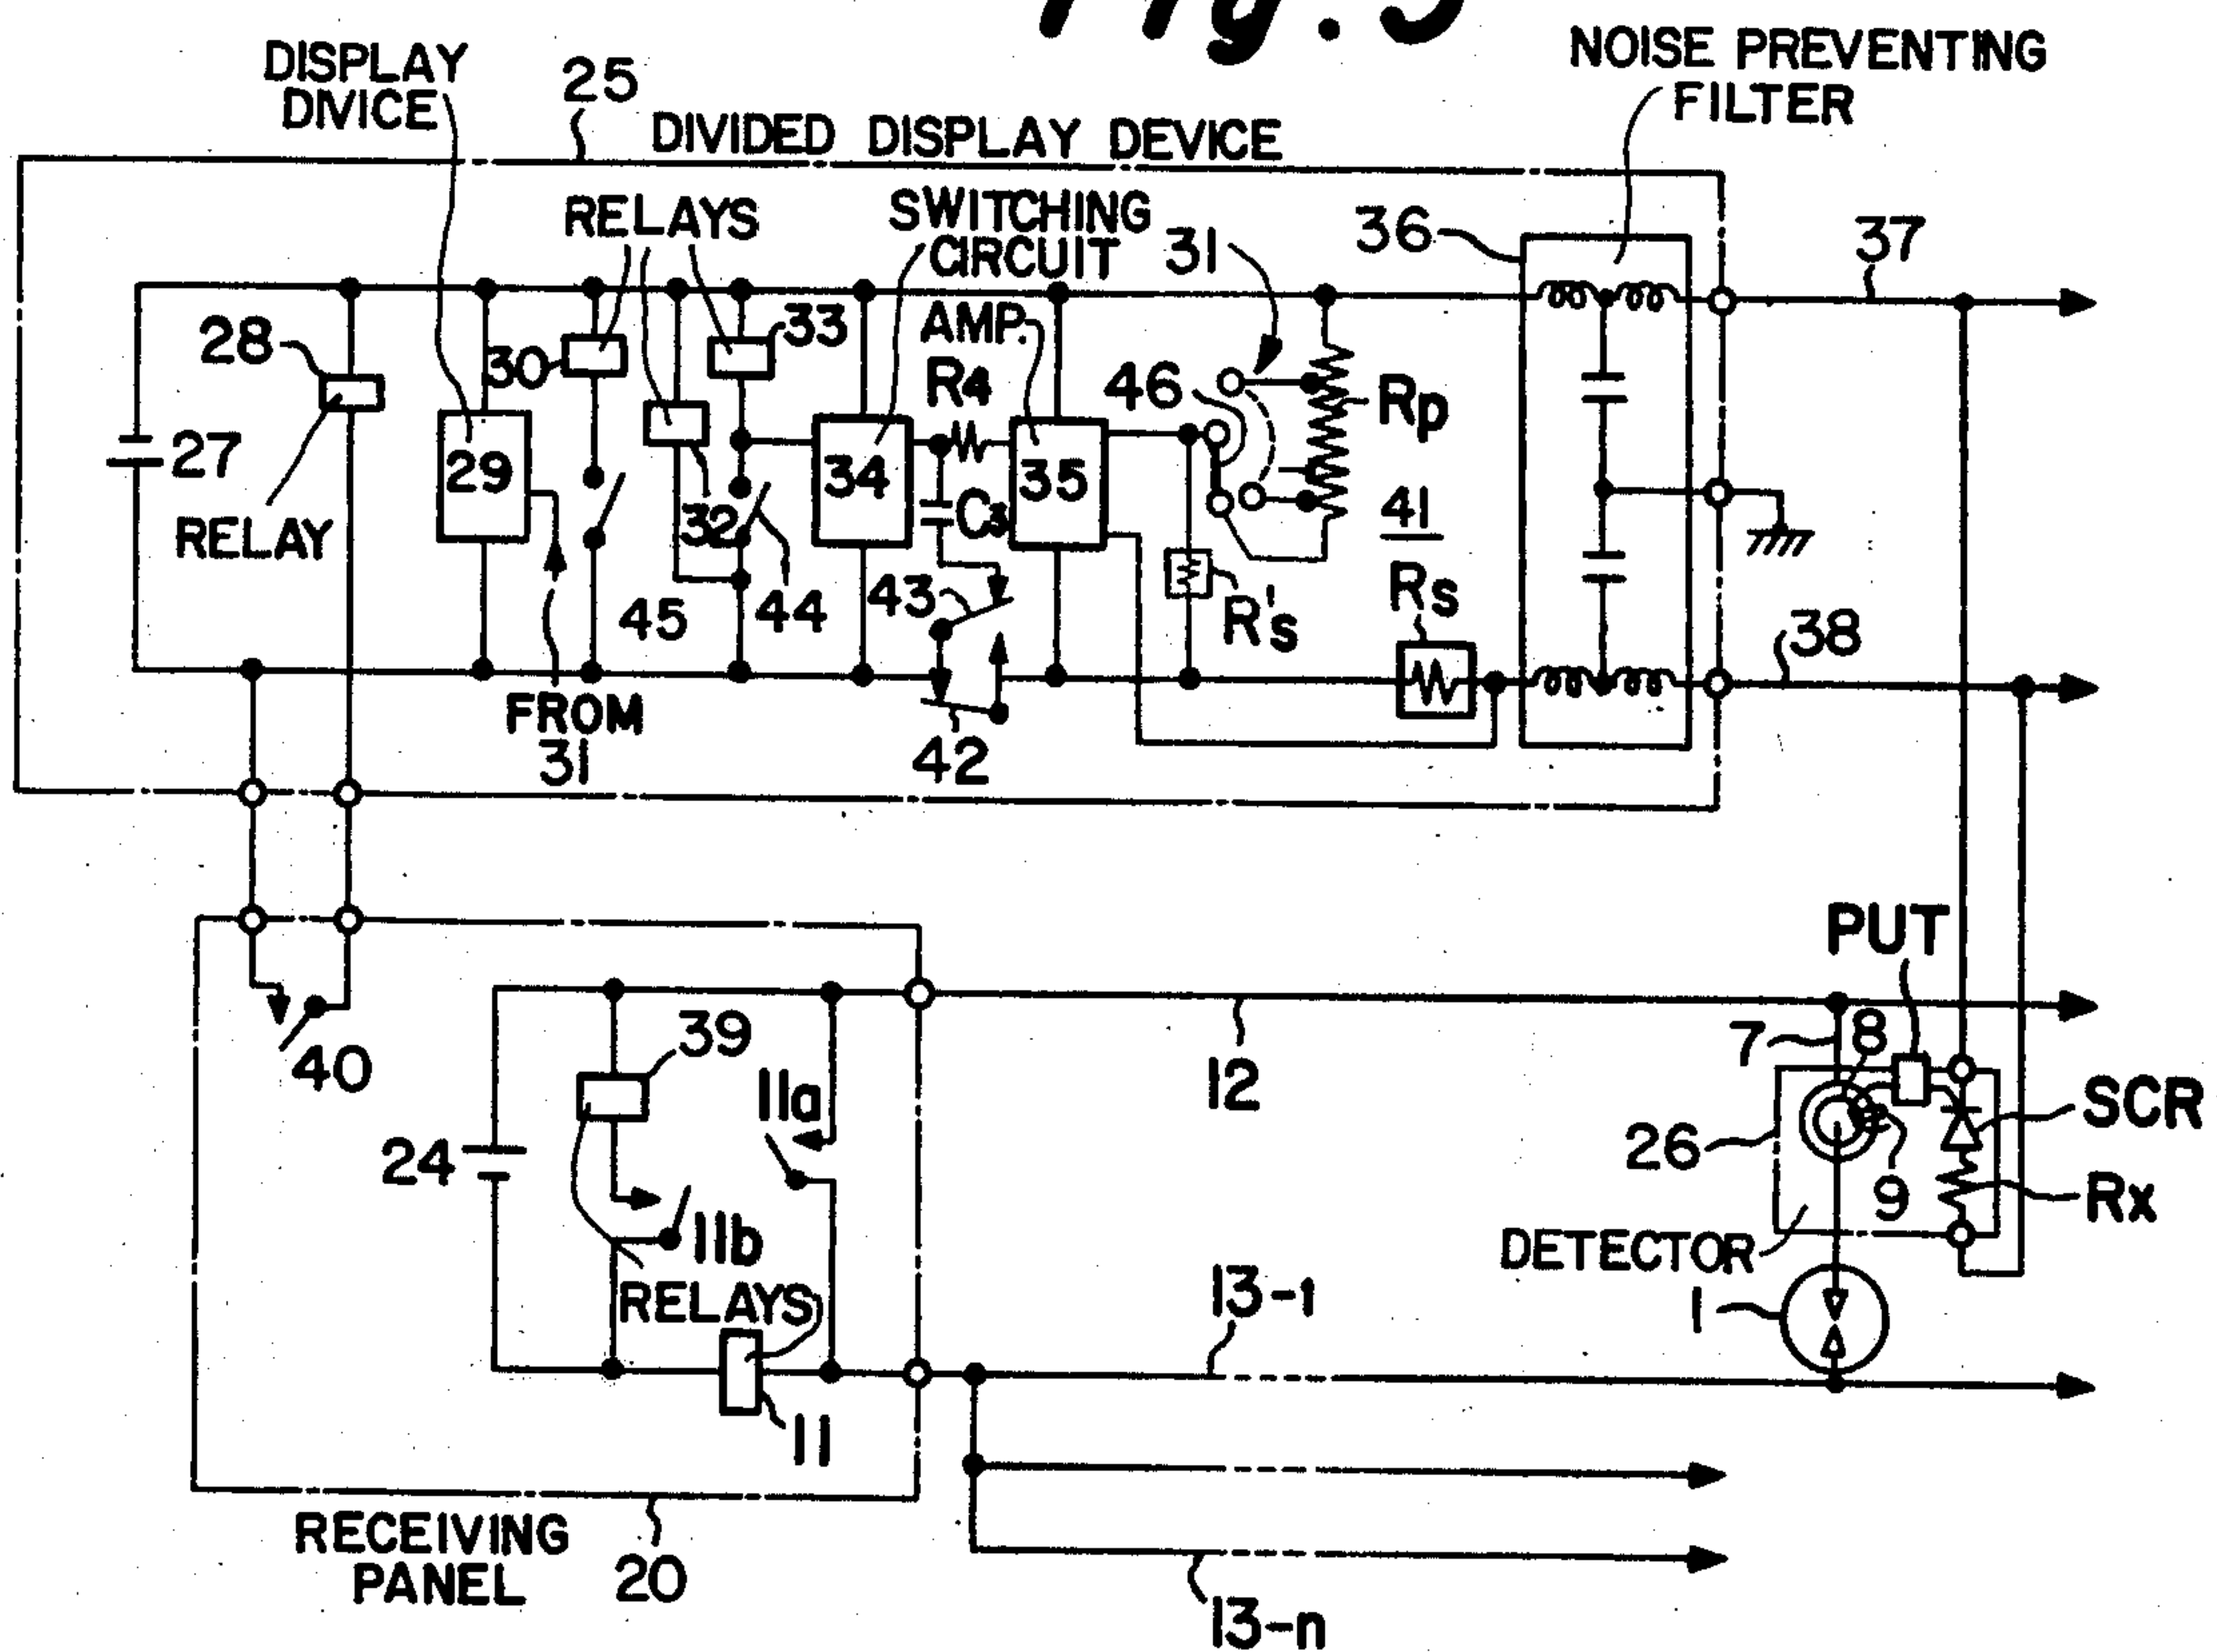 Fig. 5
DISPLAY
DIVICE
25
DIVIDED DISPLAY DEVICE
NOISE PREVENTING
FILTER
RELAYS
SWITCHING
CIRCUIT
31
36
37
28
30
33
AMP.
R4
46
Rp
27
29
34
35
32
C3
41
RELAY
45
44
43
R's
Rs
38
FROM
31
42
PUT
40
39
11a
12
7
8
SCR
24
26
9
Rx
11b
DETECTOR
RELAYS
13-1
1
11
RECEIVING
PANEL
20
13-n